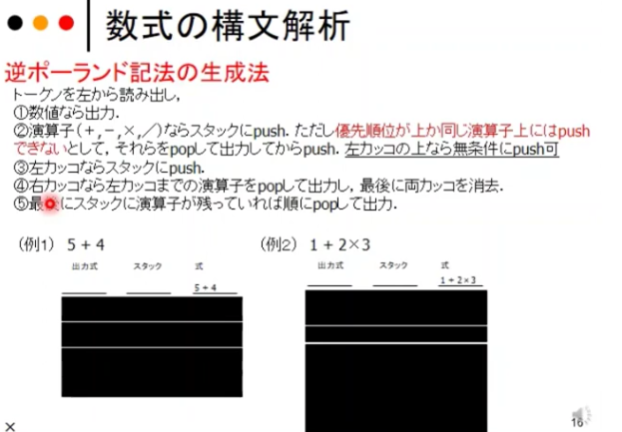 数式の構文解析
逆ポーランド記法の生成法
トークンを左から読み出し,
①数値なら出力.
②演算子(+,-,×,/)ならスタックにpush. ただし優先順位が上か同じ演算子上にはpush
できないとして, それらをpopして出力してからpush. 左カッコの上なら無条件にpush可
③左カッコならスタックにpush.
④右カッコなら左カッコまでの演算子をpopして出力し, 最後に両カッコを消去.
⑤最にスタックに演算子が残っていれば順にpopして出力.
(例1) 5+4
出力式 スタック 式
5+4
(例2) 1+2×3
出力式 スタック 式
1+2×3
16
×